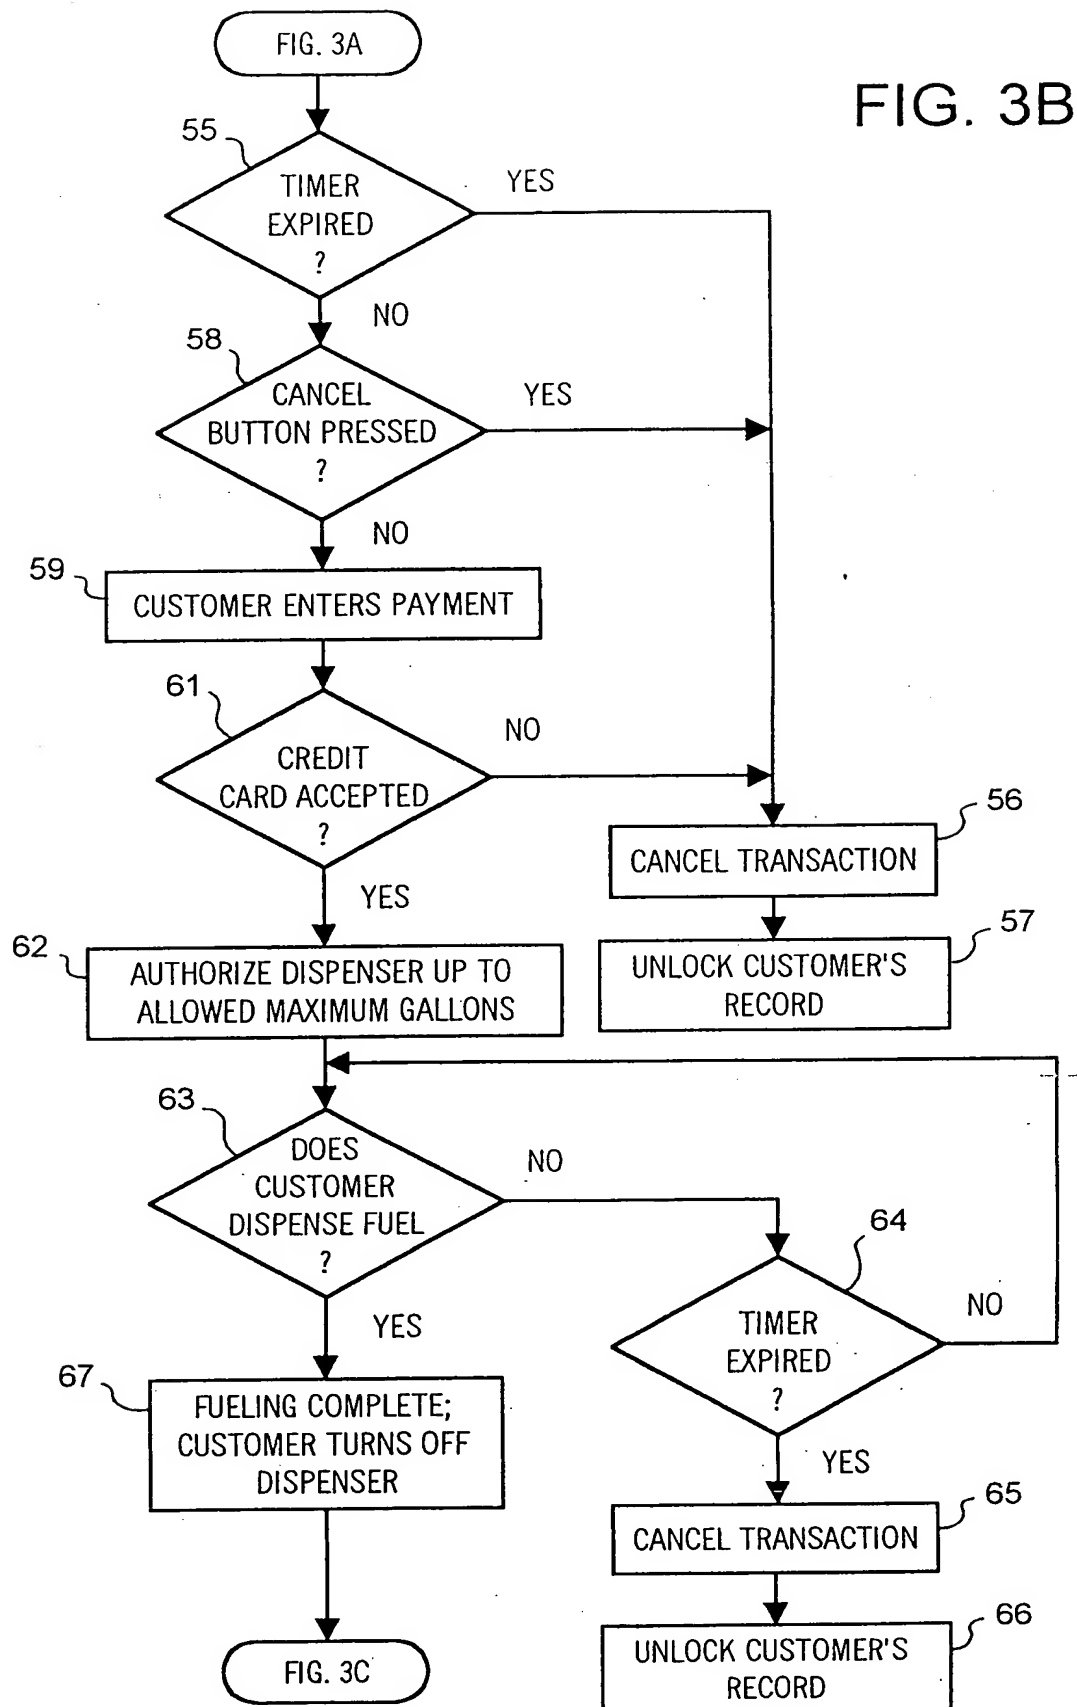 FIG. 3A
FIG. 3B
55
TIMER
EXPIRED
?
YES
NO
58
CANCEL
BUTTON PRESSED
?
YES
NO
59
CUSTOMER ENTERS PAYMENT
61
CREDIT
CARD ACCEPTED
?
NO
YES
56
CANCEL TRANSACTION
57
UNLOCK CUSTOMER'S
RECORD
62
AUTHORIZE DISPENSER UP TO
ALLOWED MAXIMUM GALLONS
63
DOES
CUSTOMER
DISPENSE FUEL
?
NO
YES
64
TIMER
EXPIRED
?
NO
YES
67
FUELING COMPLETE;
CUSTOMER TURNS OFF
DISPENSER
65
CANCEL TRANSACTION
66
UNLOCK CUSTOMER'S
RECORD
FIG. 3C